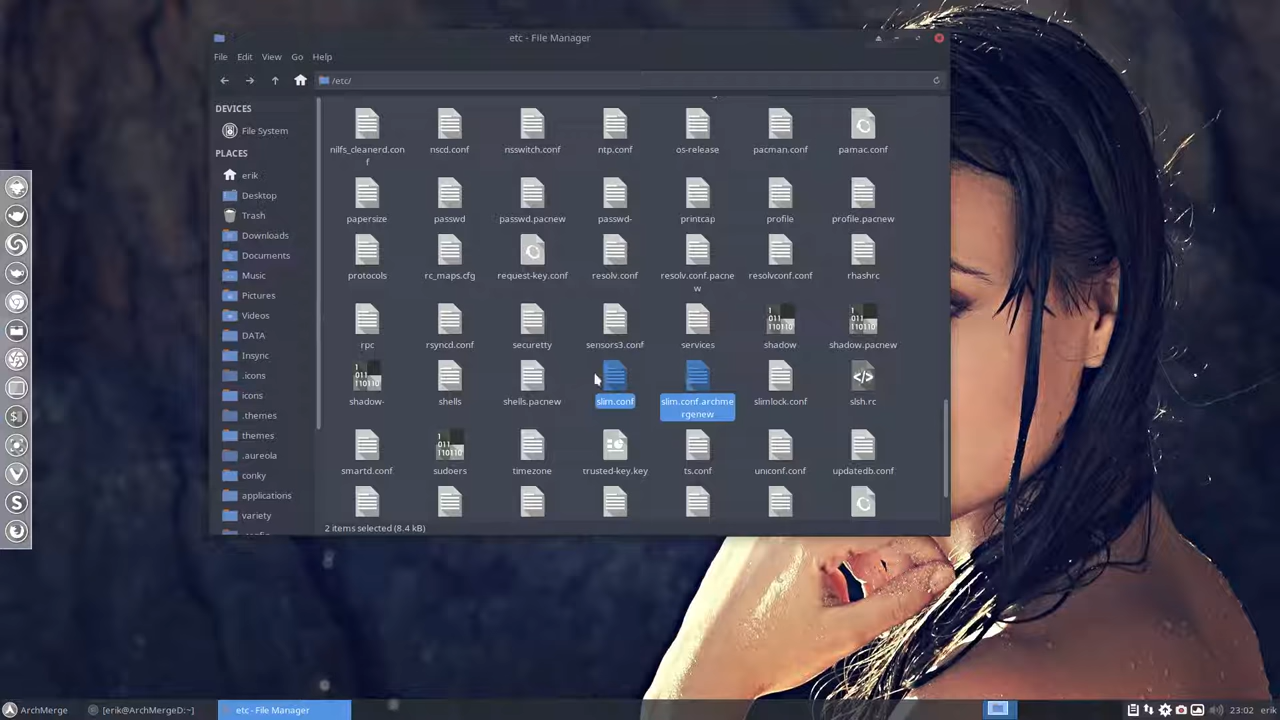 etc - File Manager
File Edit View Go Help
/etc/
DEVICES
File System
PLACES
erik
Desktop
Trash
Downloads
Documents
Music
Pictures
Videos
DATA
Insync
.icons
icons
.themes
themes
.aureola
conky
applications
variety
.config
nilfs_cleanerd.con
f
nscd.conf
nsswitch.conf
ntp.conf
os-release
pacman.conf
pamac.conf
papersize
passwd
passwd.pacnew
passwd-
printcap
profile
profile.pacnew
protocols
rc_maps.cfg
request-key.conf
resolv.conf
resolv.conf.pacne
w
resolvconf.conf
rhashrc
rpc
rsyncd.conf
securetty
sensors3.conf
services
shadow
shadow.pacnew
shadow-
shells
shells.pacnew
slim.conf
slim.conf.archme
rgenew
slimlock.conf
slsh.rc
smartd.conf
sudoers
timezone
trusted-key.key
ts.conf
uniconf.conf
updatedb.conf
2 items selected (8.4 kB)
ArchMerge [erik@ArchMergeD:~] etc - File Manager 23:02 erik